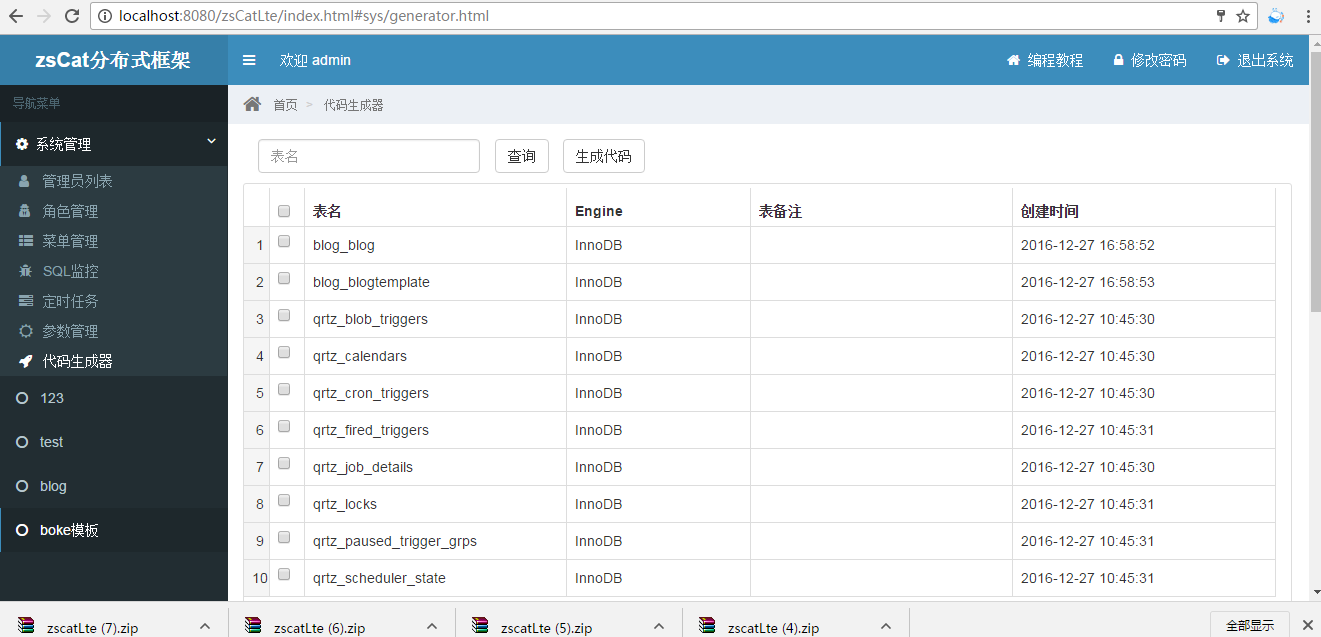 localhost:8080/zsCatLte/index.html#sys/generator.html
zsCat分布式框架
欢迎 admin
编程教程 修改密码 退出系统
导航菜单
首页 > 代码生成器
系统管理
管理员列表
角色管理
菜单管理
SQL监控
定时任务
参数管理
代码生成器
123
test
blog
boke模板
表名 查询 生成代码
表名 Engine 表备注 创建时间
1 blog_blog InnoDB 2016-12-27 16:58:52
2 blog_blogtemplate InnoDB 2016-12-27 16:58:53
3 qrtz_blob_triggers InnoDB 2016-12-27 10:45:30
4 qrtz_calendars InnoDB 2016-12-27 10:45:30
5 qrtz_cron_triggers InnoDB 2016-12-27 10:45:30
6 qrtz_fired_triggers InnoDB 2016-12-27 10:45:31
7 qrtz_job_details InnoDB 2016-12-27 10:45:30
8 qrtz_locks InnoDB 2016-12-27 10:45:31
9 qrtz_paused_trigger_grps InnoDB 2016-12-27 10:45:31
10 qrtz_scheduler_state InnoDB 2016-12-27 10:45:31
zscatLte (7).zip zscatLte (6).zip zscatLte (5).zip zscatLte (4).zip 全部显示